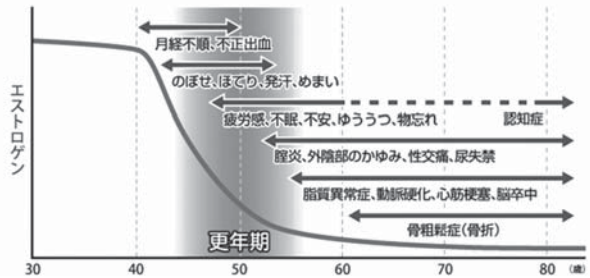 月経不順、不正出血
のぼせ、ほてり、発汗、めまい
疲労感、不眠、不安、ゆううつ、物忘れ 認知症
膣炎、外陰部のかゆみ、性交痛、尿失禁
脂質異常症、動脈硬化、心筋梗塞、脳卒中
骨粗鬆症(骨折)
エストロゲン
更年期
30 40 50 60 70 80 (歳)